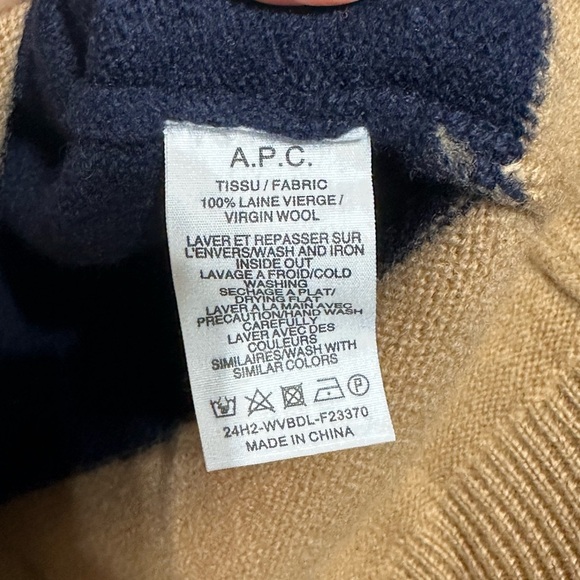 A.P.C.
TISSU / FABRIC
100% LAINE VIERGE /
VIRGIN WOOL
LAVER ET REPASSER SUR
L'ENVERS/WASH AND IRON
INSIDE OUT
LAVAGE A FROID/COLD
WASHING
SECHAGE A PLAT/
DRYING FLAT
LAVER A LA MAIN AVEC
PRECAUTION/HAND WASH
CAREFULLY
LAVER AVEC DES
COULEURS
SIMILAIRES/WASH WITH
SIMILAR COLORS
P
24H2-WVBDL-F23370
MADE IN CHINA